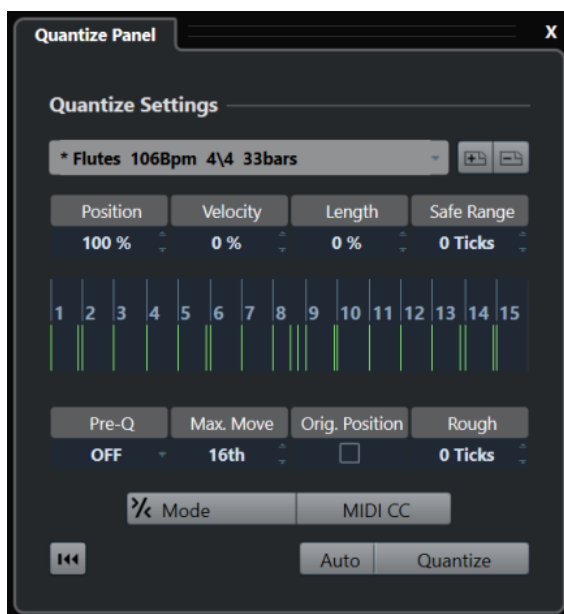 Quantize Panel X
Quantize Settings
* Flutes 106Bpm 4\4 33bars
Position Velocity Length Safe Range
100 % 0 % 0 % 0 Ticks
1 2 3 4 5 6 7 8 9 10 11 12 13 14 15
Pre-Q Max. Move Orig. Position Rough
OFF 16th 0 Ticks
Mode MIDI CC
Auto Quantize